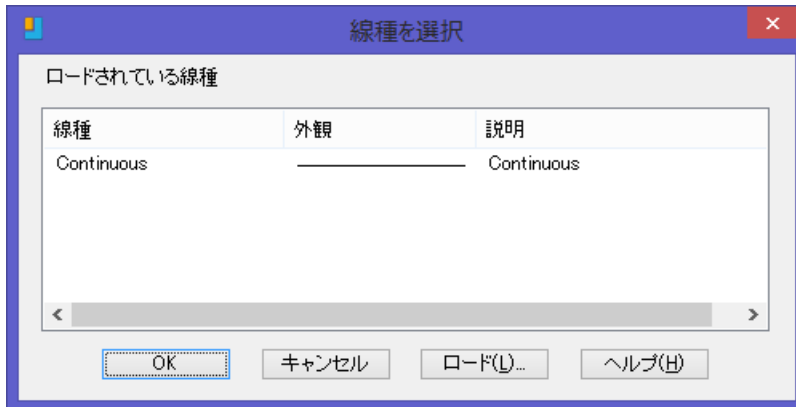 線種を選択
ロードされている線種
線種 外観 説明
Continuous Continuous
OK キャンセル ロード(L)... ヘルプ(H)